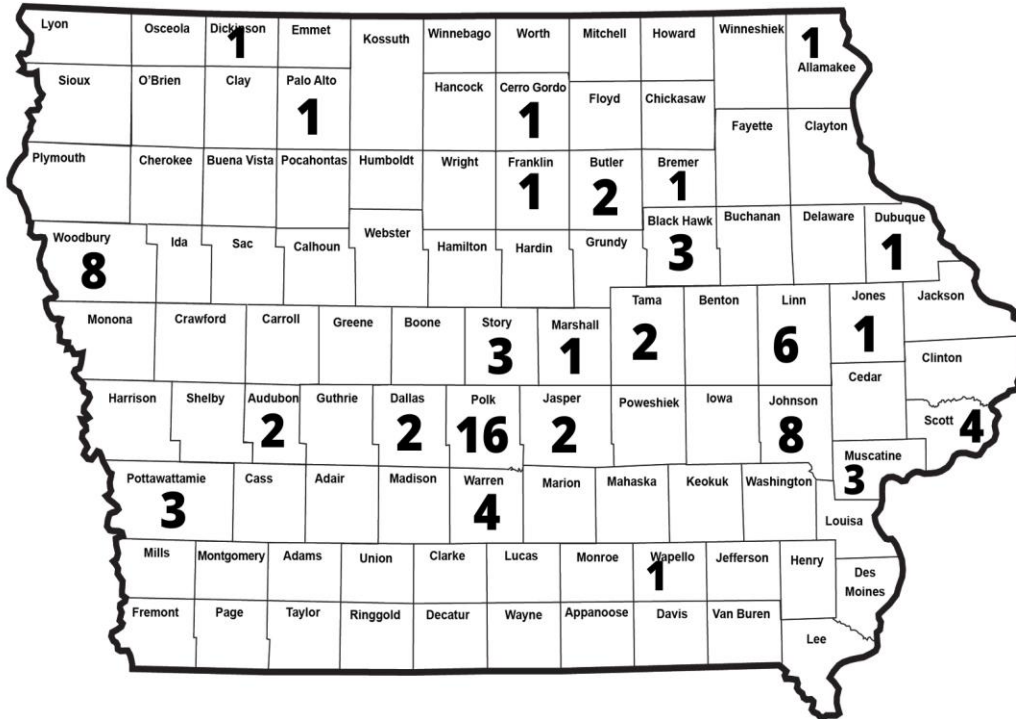 Lyon
Osceola
Dickinson
1
Emmet
Kossuth
Winnebago
Worth
Mitchell
Howard
Winneshiek
1
Allamakee
Sioux
O'Brien
Clay
Palo Alto
1
Hancock
Cerro Gordo
1
Floyd
Chickasaw
Fayette
Clayton
Plymouth
Cherokee
Buena Vista
Pocahontas
Humboldt
Wright
Franklin
1
Butler
2
Bremer
1
Woodbury
8
Ida
Sac
Calhoun
Webster
Hamilton
Hardin
Grundy
Black Hawk
3
Buchanan
Delaware
Dubuque
1
Monona
Crawford
Carroll
Greene
Boone
Story
3
Marshall
1
Tama
2
Benton
Linn
6
Jones
1
Jackson
Clinton
Cedar
Harrison
Shelby
Audubon
2
Guthrie
Dallas
2
Polk
16
Jasper
2
Poweshiek
Iowa
Johnson
8
Scott 4
Muscatine
3
Pottawattamie
3
Cass
Adair
Madison
Warren
4
Marion
Mahaska
Keokuk
Washington
Louisa
Mills
Montgomery
Adams
Union
Clarke
Lucas
Monroe
Wapello
1
Jefferson
Henry
Des
Moines
Fremont
Page
Taylor
Ringgold
Decatur
Wayne
Appanoose
Davis
Van Buren
Lee